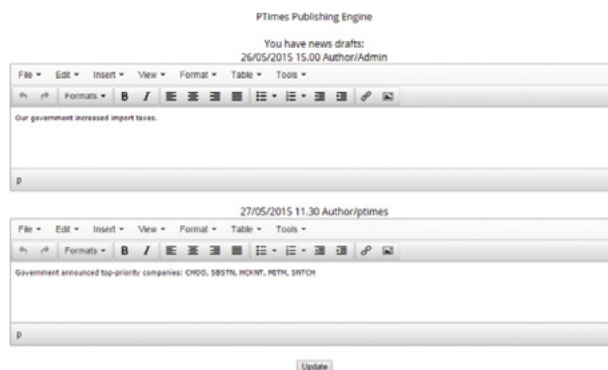 PTimes Publishing Engine
You have news drafts:
26/05/2015 15.00 Author/Admin
File Edit Insert View Format Table Tools
Formats B I
Our government increased import taxes.
p
27/05/2015 11.30 Author/ptimes
File Edit Insert View Format Table Tools
Formats B I
Government announced top-priority companies: CHOO, SBSTN, MCKNT, METM, SNTCH
p
Update